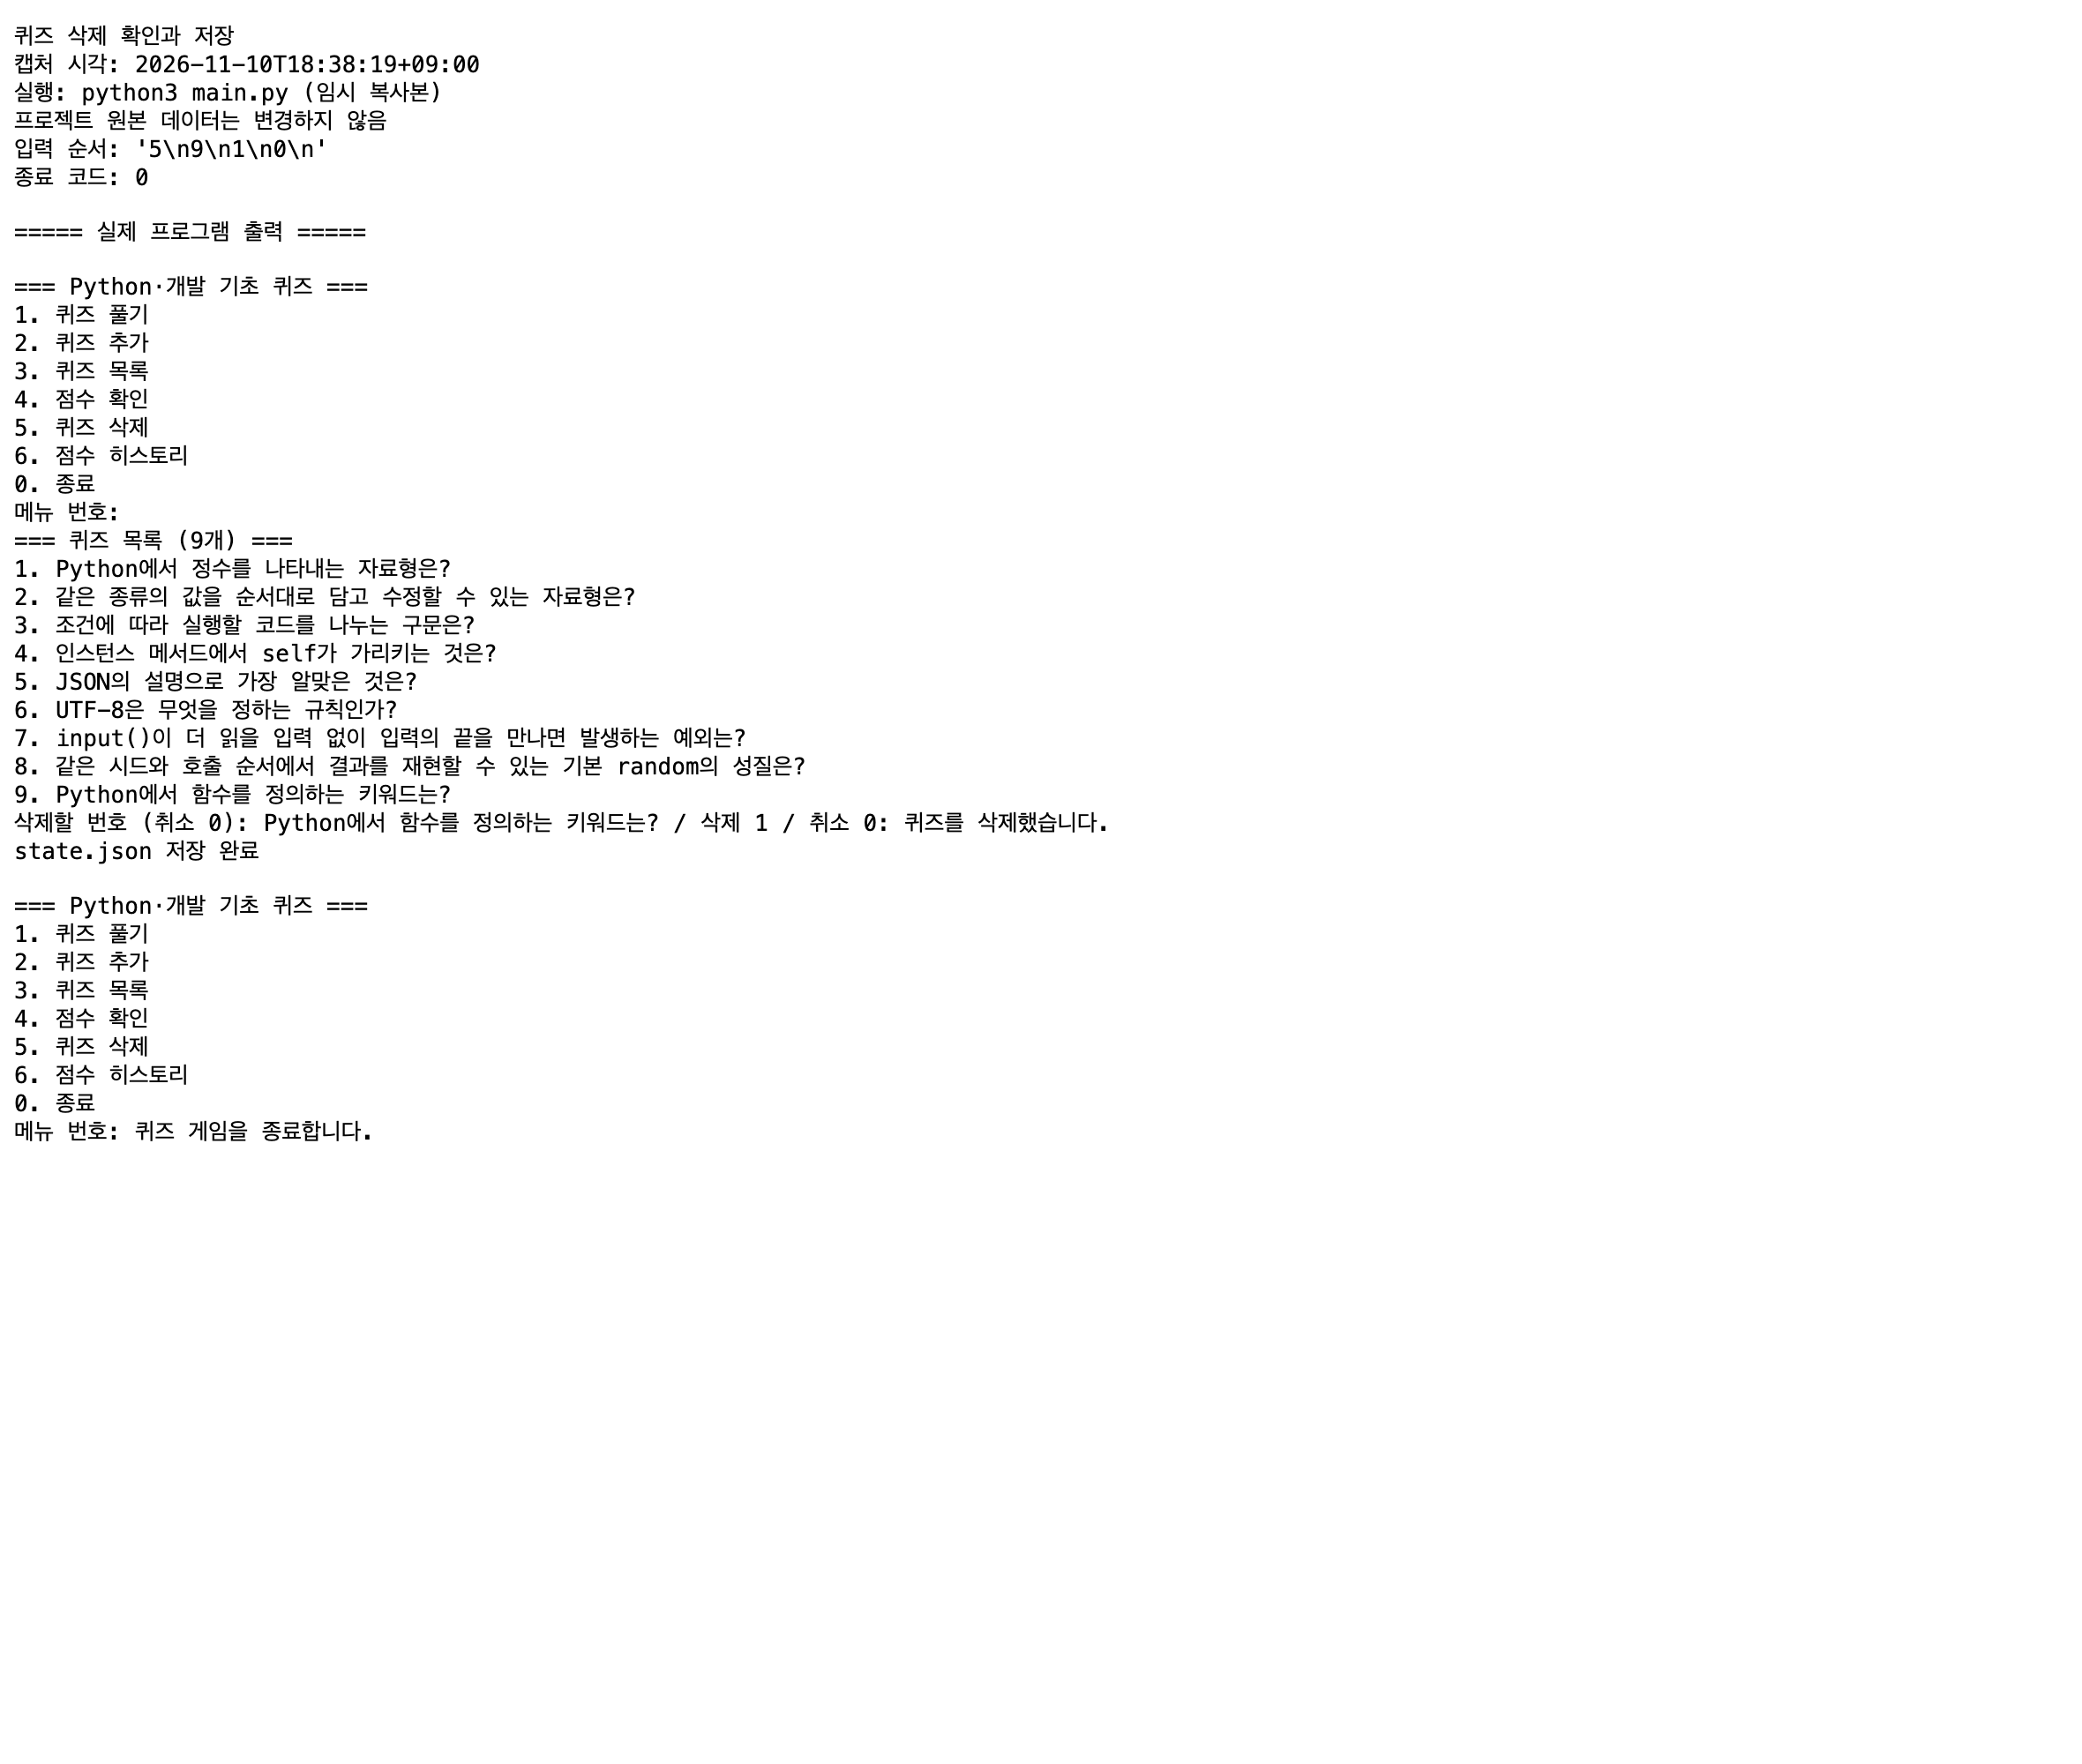 퀴즈 삭제 확인과 저장
캡처 시각: 2026-11-10T18:38:19+09:00
실행: python3 main.py (임시 복사본)
프로젝트 원본 데이터는 변경하지 않음
입력 순서: '5\n9\n1\n0\n'
종료 코드: 0
===== 실제 프로그램 출력 =====
=== Python·개발 기초 퀴즈 ===
1. 퀴즈 풀기
2. 퀴즈 추가
3. 퀴즈 목록
4. 점수 확인
5. 퀴즈 삭제
6. 점수 히스토리
0. 종료
메뉴 번호:
=== 퀴즈 목록 (9개) ===
1. Python에서 정수를 나타내는 자료형은?
2. 같은 종류의 값을 순서대로 담고 수정할 수 있는 자료형은?
3. 조건에 따라 실행할 코드를 나누는 구문은?
4. 인스턴스 메서드에서 self가 가리키는 것은?
5. JSON의 설명으로 가장 알맞은 것은?
6. UTF-8은 무엇을 정하는 규칙인가?
7. input()이 더 읽을 입력 없이 입력의 끝을 만나면 발생하는 예외는?
8. 같은 시드와 호출 순서에서 결과를 재현할 수 있는 기본 random의 성질은?
9. Python에서 함수를 정의하는 키워드는?
삭제할 번호 (취소 0): Python에서 함수를 정의하는 키워드는? / 삭제 1 / 취소 0: 퀴즈를 삭제했습니다.
state.json 저장 완료
=== Python·개발 기초 퀴즈 ===
1. 퀴즈 풀기
2. 퀴즈 추가
3. 퀴즈 목록
4. 점수 확인
5. 퀴즈 삭제
6. 점수 히스토리
0. 종료
메뉴 번호: 퀴즈 게임을 종료합니다.